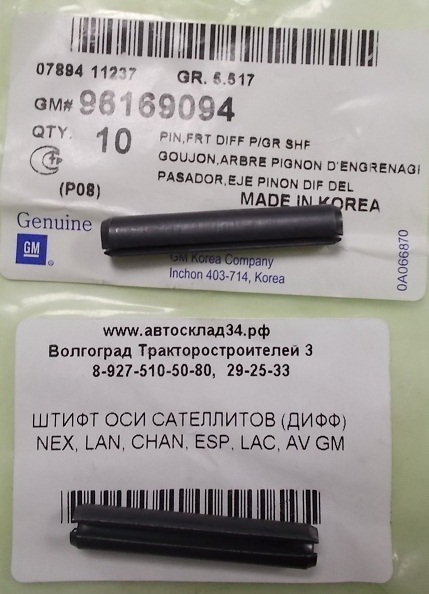 07894 11237 GR. 5.517
GM# 96169094
QTY. 10 PIN,FRT DIFF P/GR SHF
GOUJON,ARBRE PIGNON D'ENGRENAGI
PASADOR,EJE PINON DIF DEL
(P08) MADE IN KOREA
Genuine
GM
GM Korea Company
Inchon 403-714, Korea
0A066870
www.автосклад34.рф
Волгоград Тракторостроителей 3
8-927-510-50-80, 29-25-33
ШТИФТ ОСИ САТЕЛЛИТОВ (ДИФФ)
NEX, LAN, CHAN, ESP, LAC, AV GM